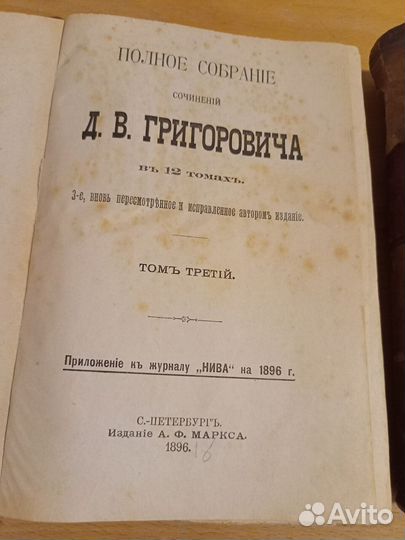 ПОЛНОЕ СОБРАНІЕ
СОЧИНЕНІЙ
Д. В. ГРИГОРОВИЧА
въ 12 томахъ.
3-е, вновь пересмотрѣнное и исправленное авторомъ изданіе.
ТОМЪ ТРЕТІЙ.
Приложеніе къ журналу „НИВА" на 1896 г.
С.-ПЕТЕРБУРГЪ.
Изданіе А. Ф. МАРКСА.
1896.
Avito